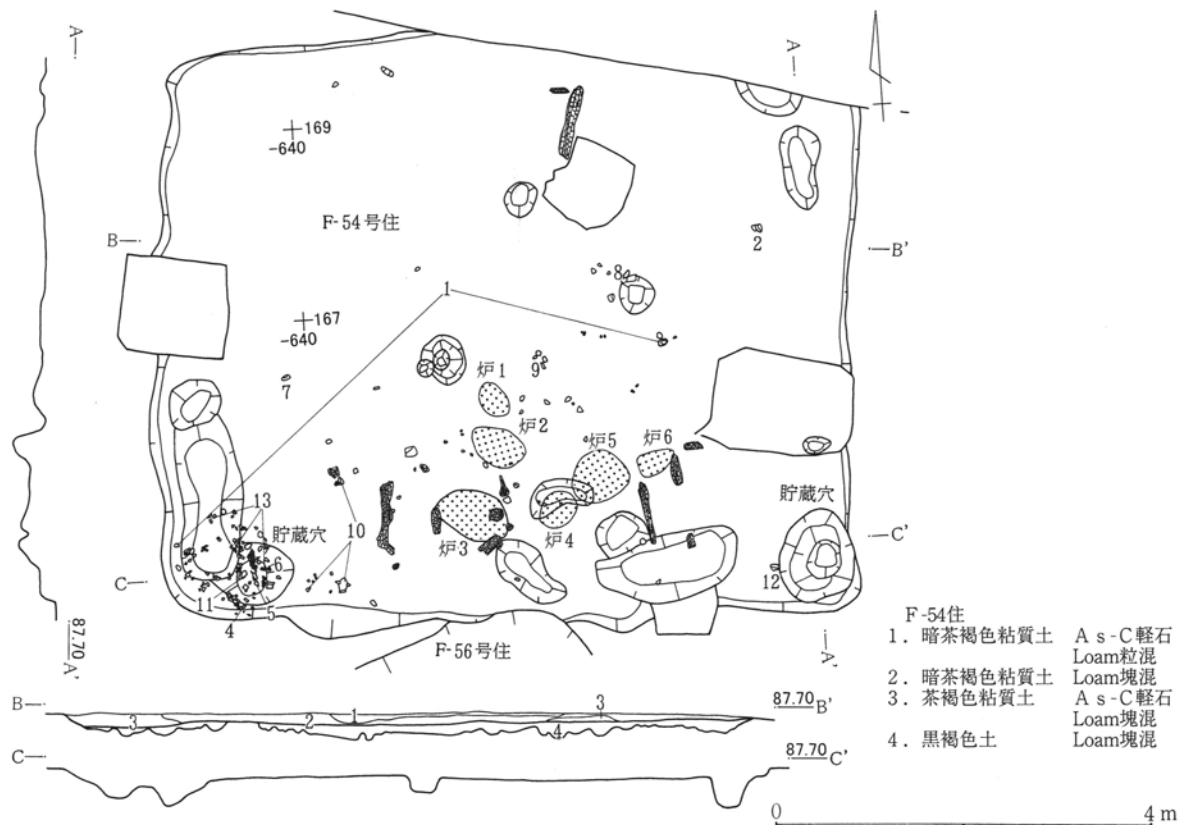 A
A
169
-640
F-54号住
B
2
B'
8
1
167
-640
9
炉1
7
炉2
炉5
炉6
13
貯蔵穴
貯蔵穴
10
炉3
炉4
C'
6
C
12
11
5
4
F-56号住
87.70
A'
A'
F-54住
1．暗茶褐色粘質土 As-C軽石
Loam粒混
2．暗茶褐色粘質土 Loam塊混
3．茶褐色粘質土 As-C軽石
Loam塊混
4．黒褐色土 Loam塊混
B
3
2
1
3
4
87.70 B'
C
87.70 C'
0
4m